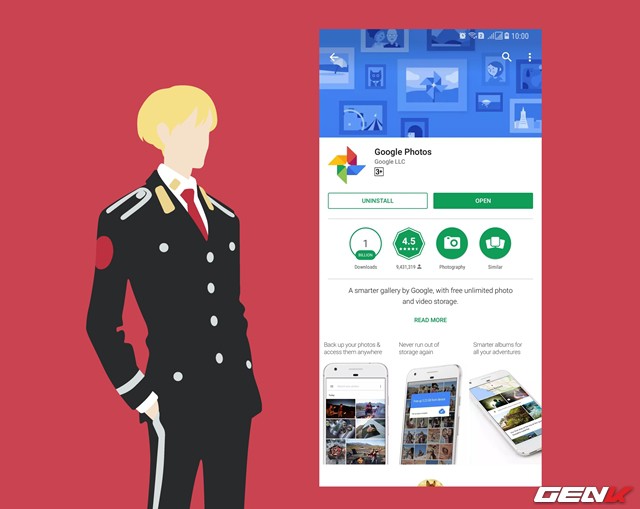 10:00
Google Photos
Google LLC
3+
UNINSTALL
OPEN
1
BILLION
4.5
Downloads
9,431,319
Photography
Similar
A smarter gallery by Google, with free unlimited photo
and video storage.
READ MORE
Back up your photos &
access them anywhere
Never run out of
storage again
Smarter albums for
all your adventures
GENK